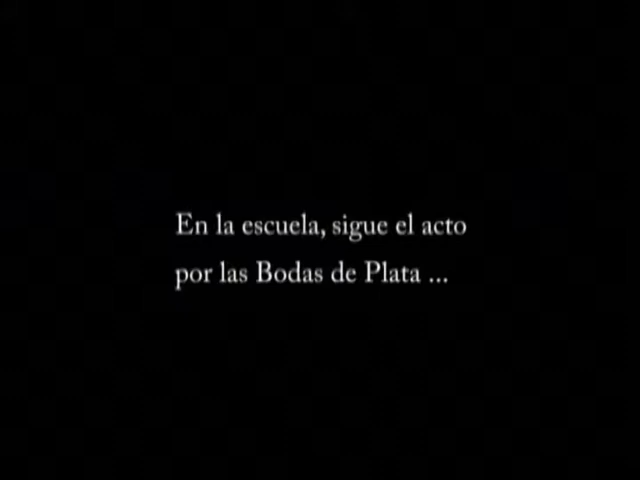 En la escuela, sigue el acto
por las Bodas de Plata ...